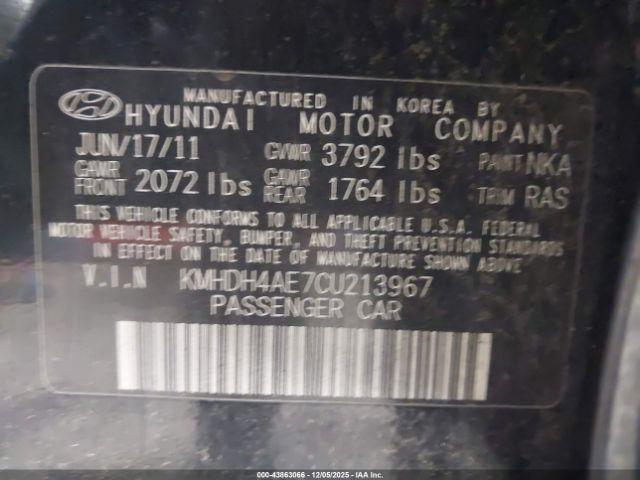 MANUFACTURED IN KOREA BY
HYUNDAI MOTOR COMPANY
JUN/17/11 GVWR 3792 lbs PAINT NKA
GAWR FRONT 2072 lbs GAWR REAR 1764 lbs TRIM RAS
THIS VEHICLE CONFORMS TO ALL APPLICABLE U.S.A. FEDERAL
MOTOR VEHICLE SAFETY, BUMPER, AND THEFT PREVENTION STANDARDS
IN EFFECT ON THE DATE OF MANUFACTURE SHOWN ABOVE.
V.I.N KMHDH4AE7CU213967
PASSENGER CAR
000-43863066 - 12/05/2025 - IAAI.COM